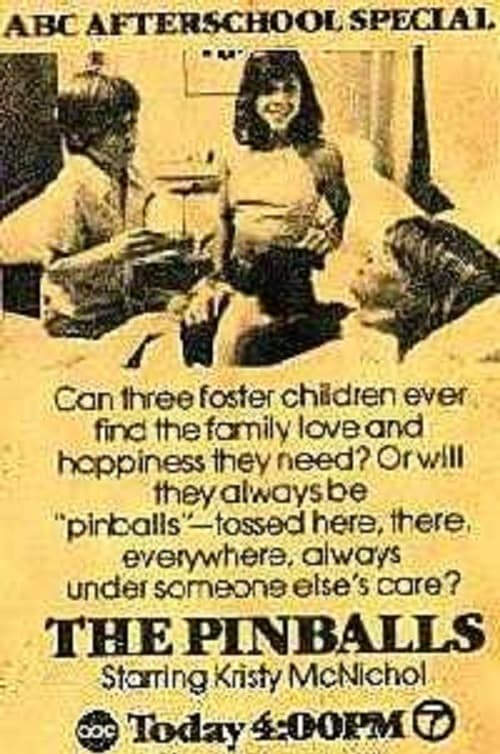 ABC AFTERSCHOOL SPECIAL
Can three foster children ever
find the family love and
happiness they need? Or will
they always be
"pinballs"—tossed here, there,
everywhere, always
under someone else's care?
THE PINBALLS
Starring Kristy McNichol
abc Today 4:00PM 7